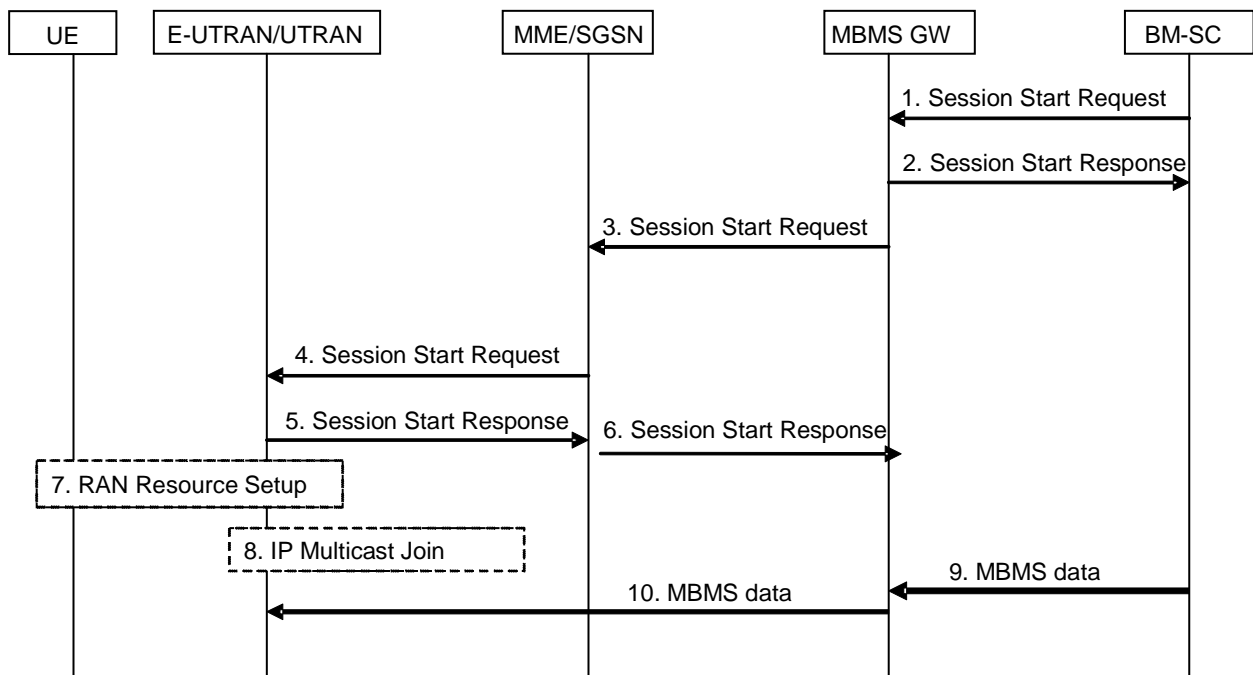 UE
E-UTRAN/UTRAN
MME/SGSN
MBMS GW
BM-SC
1. Session Start Request
2. Session Start Response
3. Session Start Request
4. Session Start Request
5. Session Start Response
6. Session Start Response
7. RAN Resource Setup
8. IP Multicast Join
9. MBMS data
10. MBMS data